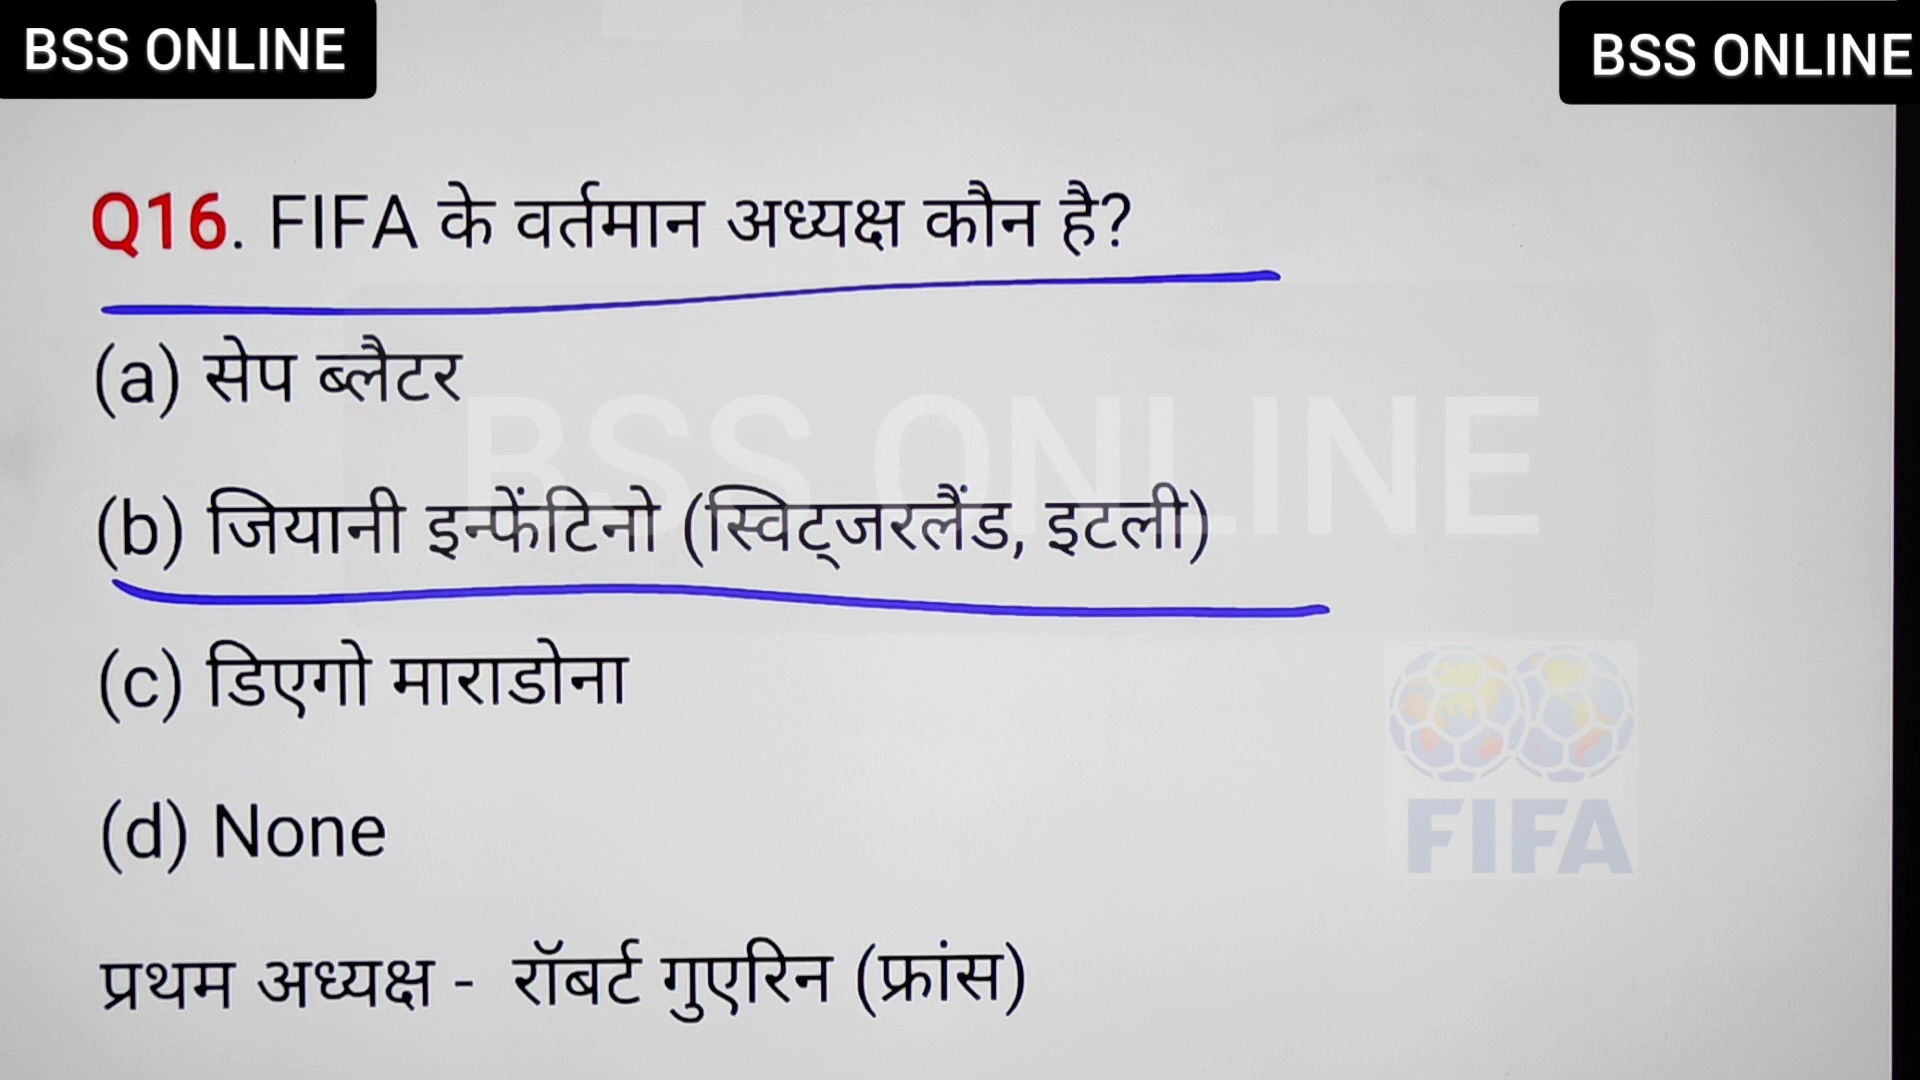 BSS ONLINE
BSS ONLINE
Q16. FIFA के वर्तमान अध्यक्ष कौन है?
(a) सेप ब्लैटर
BSS ONLINE
(b) जियानी इन्फेंटिनो (स्विट्जरलैंड, इटली)
(c) डिएगो माराडोना
(d) None
FIFA
प्रथम अध्यक्ष - रॉबर्ट गुएरिन (फ्रांस)